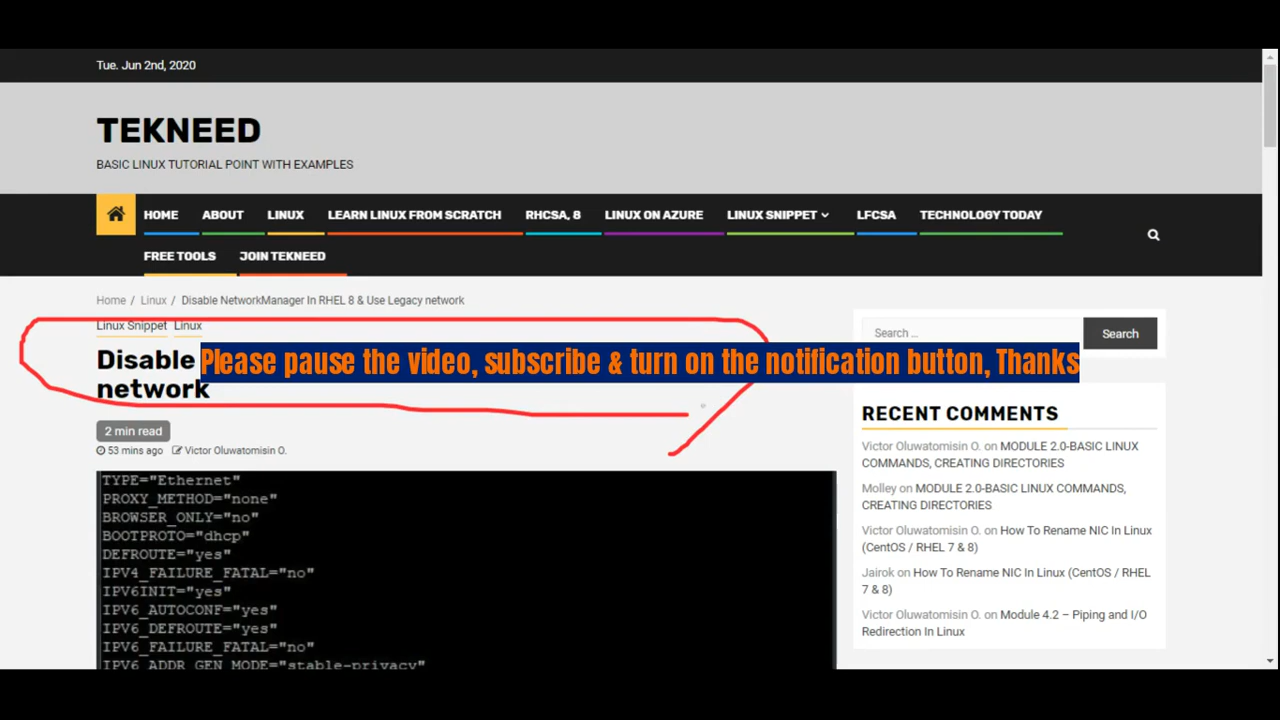 Tue. Jun 2nd, 2020
TEKNEED
BASIC LINUX TUTORIAL POINT WITH EXAMPLES
HOME ABOUT LINUX LEARN LINUX FROM SCRATCH RHCSA, 8 LINUX ON AZURE LINUX SNIPPET LFCSA TECHNOLOGY TODAY
FREE TOOLS JOIN TEKNEED
Home / Linux / Disable NetworkManager In RHEL 8 & Use Legacy network
Linux Snippet Linux
Disable
Please pause the video, subscribe & turn on the notification button, Thanks
network
2 min read
53 mins ago Victor Oluwatomisin O.
TYPE="Ethernet"
PROXY_METHOD="none"
BROWSER_ONLY="no"
BOOTPROTO="dhcp"
DEFROUTE="yes"
IPV4_FAILURE_FATAL="no"
IPV6INIT="yes"
IPV6_AUTOCONF="yes"
IPV6_DEFROUTE="yes"
IPV6_FAILURE_FATAL="no"
IPV6_ADDR_GEN_MODE="stable-privacy"
Search ... Search
RECENT COMMENTS
Victor Oluwatomisin O. on MODULE 2.0-BASIC LINUX
COMMANDS, CREATING DIRECTORIES
Molley on MODULE 2.0-BASIC LINUX COMMANDS,
CREATING DIRECTORIES
Victor Oluwatomisin O. on How To Rename NIC In Linux
(CentOS / RHEL 7 & 8)
Jairok on How To Rename NIC In Linux (CentOS / RHEL
7 & 8)
Victor Oluwatomisin O. on Module 4.2 – Piping and I/O
Redirection In Linux